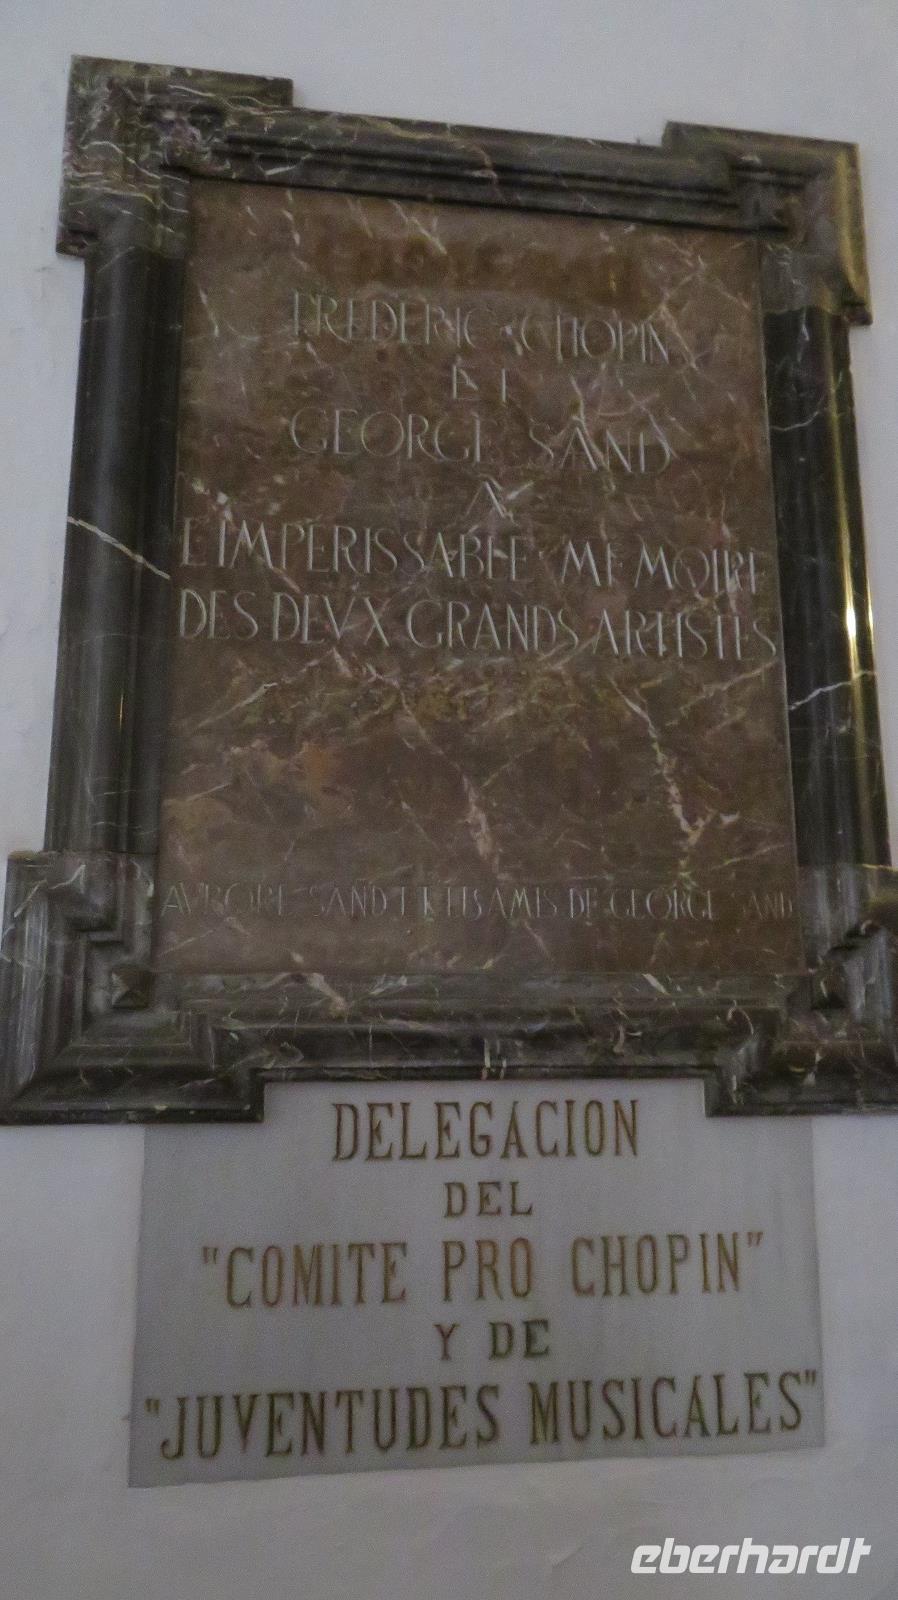 FREDERIC CHOPIN
ET
GEORGE SAND
À
L'IMPERISSABLE MEMOIRE
DES DEVX GRANDS ARTISTES
AVRORE SAND ET LES AMIS DE GEORGE SAND
DELEGACION
DEL
"COMITE PRO CHOPIN"
Y DE
"JUVENTUDES MUSICALES"
eberhardt